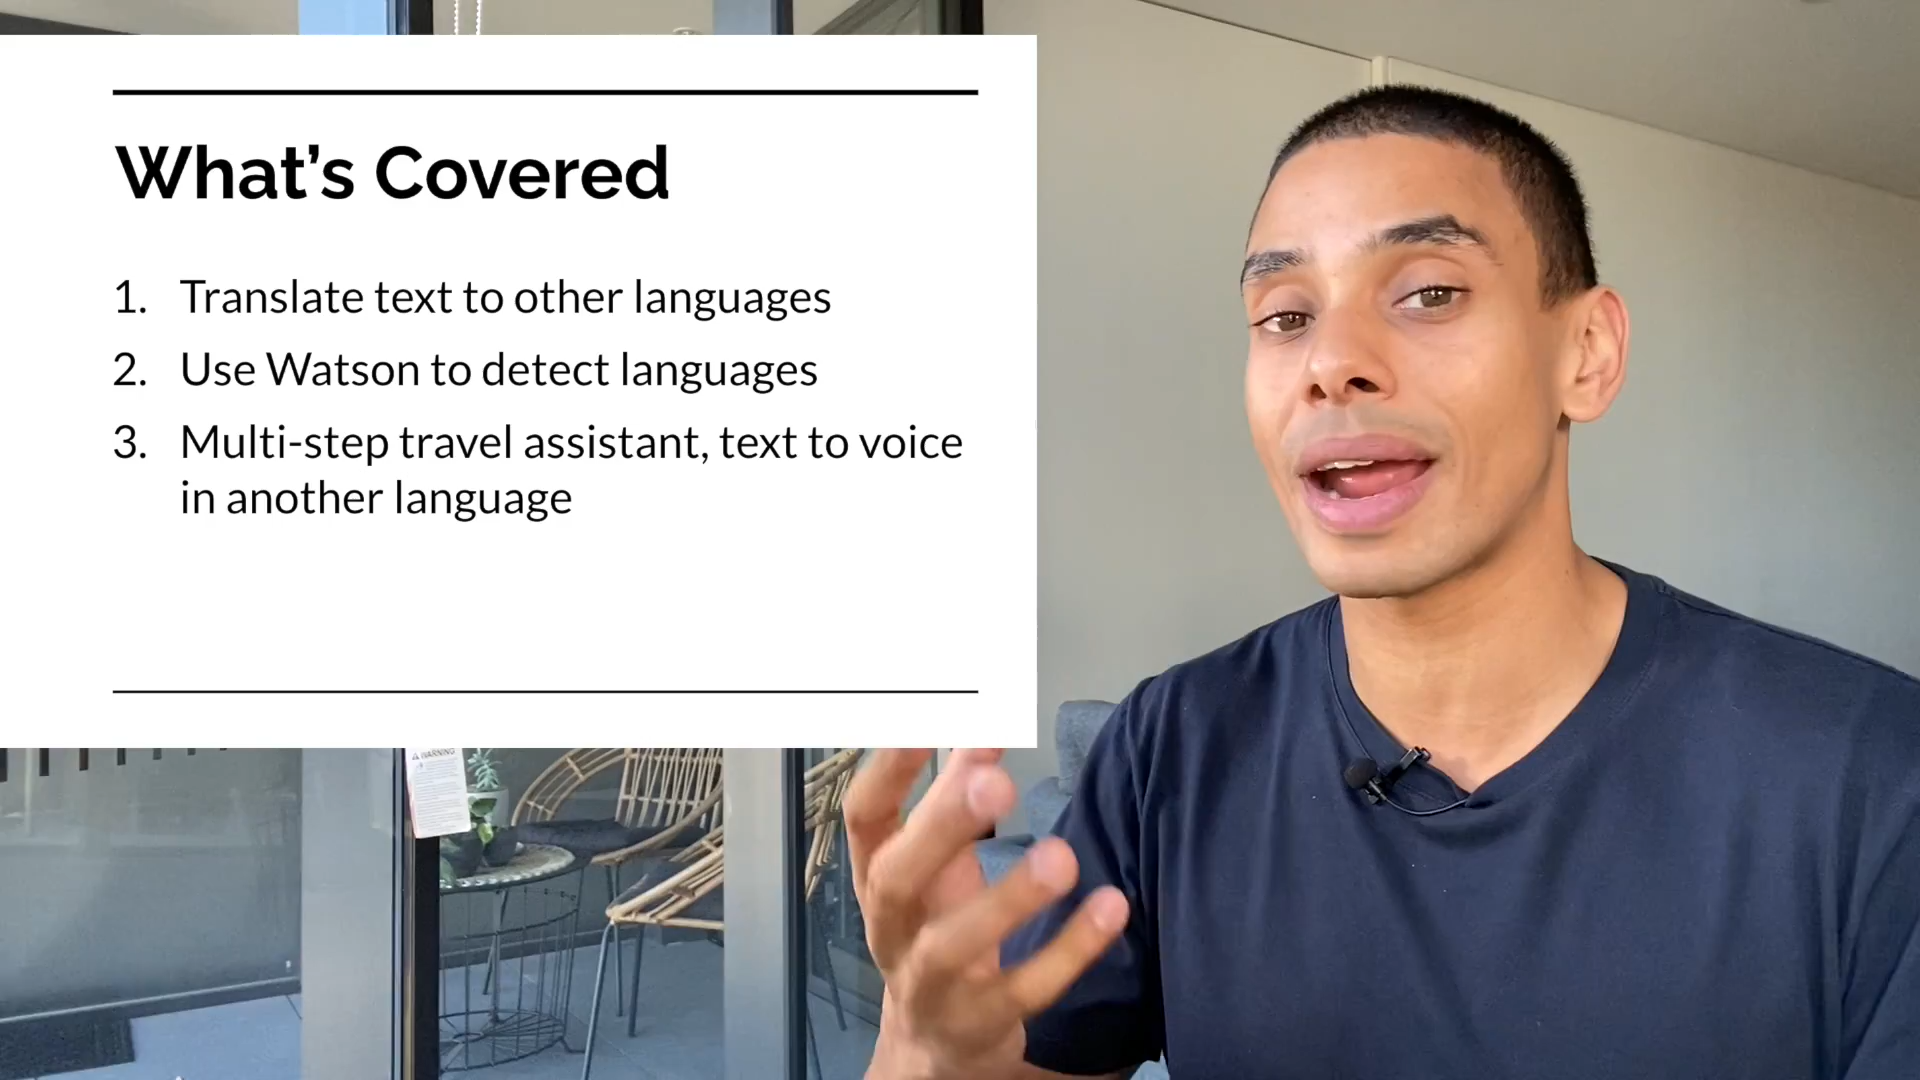 What's Covered
1. Translate text to other languages
2. Use Watson to detect languages
3. Multi-step travel assistant, text to voice
in another language
WARNING